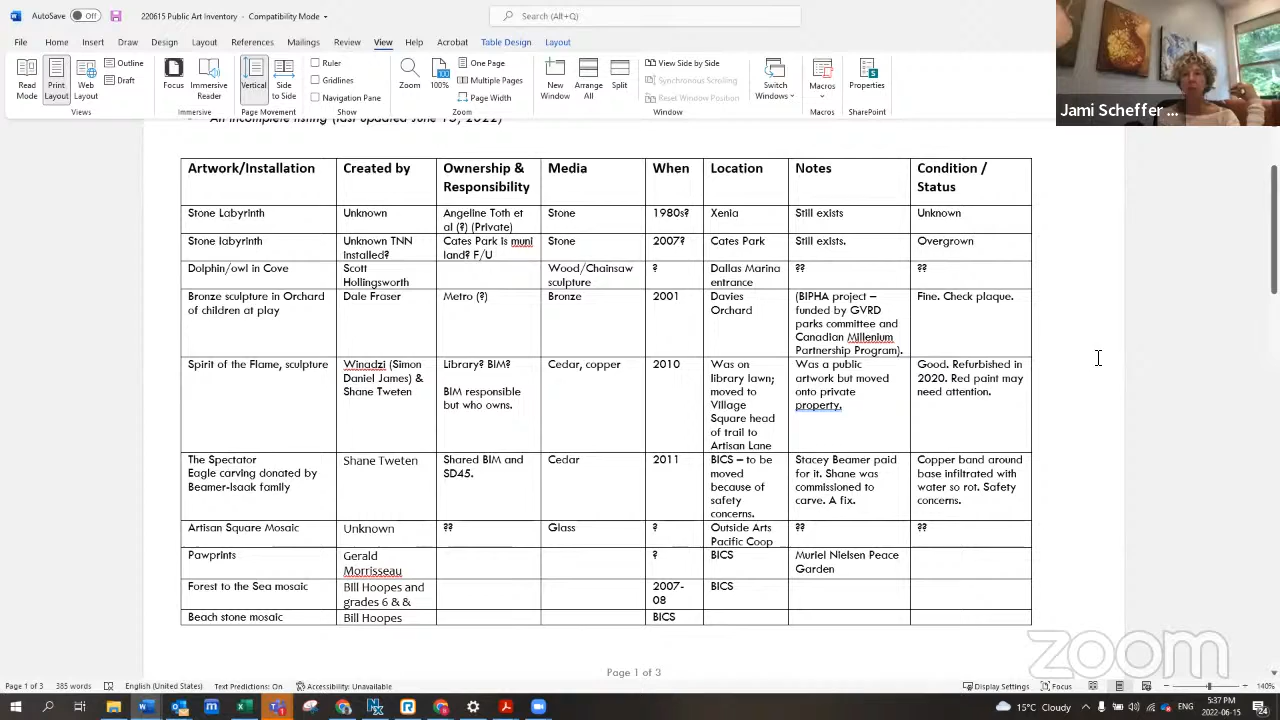 AutoSave Off 220615 Public Art Inventory - Compatibility Mode Search (Alt+Q)
File Home Insert Draw Design Layout References Mailings Review View Help Acrobat Table Design Layout
Read Mode Print Layout Web Layout Outline Draft Focus Immersive Reader Vertical Side to Side Ruler Gridlines Navigation Pane Zoom 100% One Page Multiple Pages Page Width New Window Arrange All Split View Side by Side Synchronous Scrolling Reset Window Position Switch Windows Macros Properties
Views Immersive Page Movement Show Zoom Window Macros SharePoint
Jami Scheffer ...
An incomplete listing (last updated June 15, 2022)
Artwork/Installation Created by Ownership & Media When Location Notes Condition /
Responsibility Status
Stone Labyrinth Unknown Angeline Toth et Stone 1980s? Xenia Still exists Unknown
al (?) (Private)
Stone labyrinth Unknown TNN Cates Park is muni Stone 2007? Cates Park Still exists. Overgrown
installed? land? F/U
Dolphin/owl in Cove Scott Wood/Chainsaw ? Dallas Marina ?? ??
Hollingsworth sculpture entrance
Bronze sculpture in Orchard Dale Fraser Metro (?) Bronze 2001 Davies (BIPHA project – Fine. Check plaque.
of children at play Orchard funded by GVRD
parks committee and
Canadian Millenium
Partnership Program).
Spirit of the Flame, sculpture Winadzi (Simon Library? BIM? Cedar, copper 2010 Was on Was a public Good. Refurbished in
Daniel James) & library lawn; artwork but moved 2020. Red paint may
Shane Tweten BIM responsible moved to onto private need attention.
but who owns. Village property.
Square head
of trail to
Artisan Lane
The Spectator Shane Tweten Shared BIM and Cedar 2011 BICS – to be Stacey Beamer paid Copper band around
Eagle carving donated by SD45. moved for it. Shane was base infiltrated with
Beamer-Isaak family because of commissioned to water so rot. Safety
safety carve. A fix. concerns.
concerns.
Artisan Square Mosaic Unknown ?? Glass ? Outside Arts ?? ??
Pacific Coop
Pawprints Gerald ? BICS Muriel Nielsen Peace
Morrisseau Garden
Forest to the Sea mosaic Bill Hoopes and 2007- BICS
grades 6 & & 08
Beach stone mosaic Bill Hoopes BICS
Page 1 of 3
zoom
Page 1 of 3 385 words English (United States) Text Predictions: On Accessibility: Unavailable Display Settings Focus 140%
15°C Cloudy 5:37 PM
2022-06-15 24